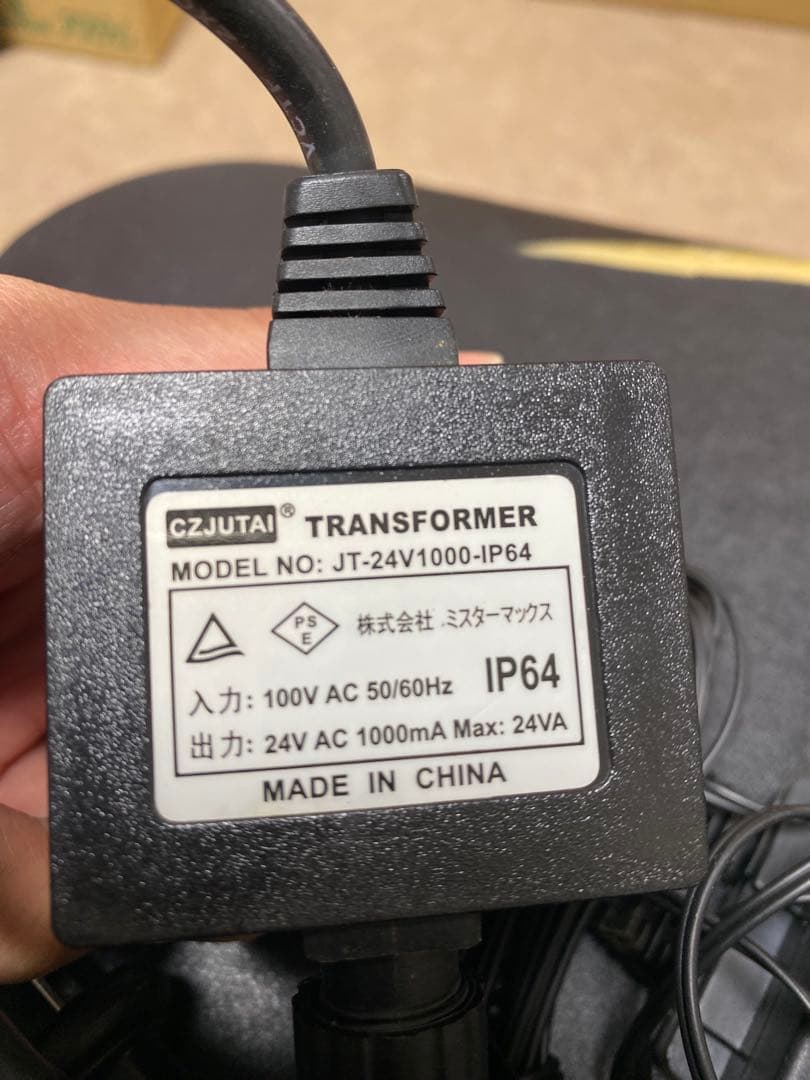 CZJUTAI® TRANSFORMER
MODEL NO: JT-24V1000-IP64
PS
E
株式会社 ミスターマックス
入力: 100V AC 50/60Hz IP64
出力: 24V AC 1000mA Max: 24VA
MADE IN CHINA